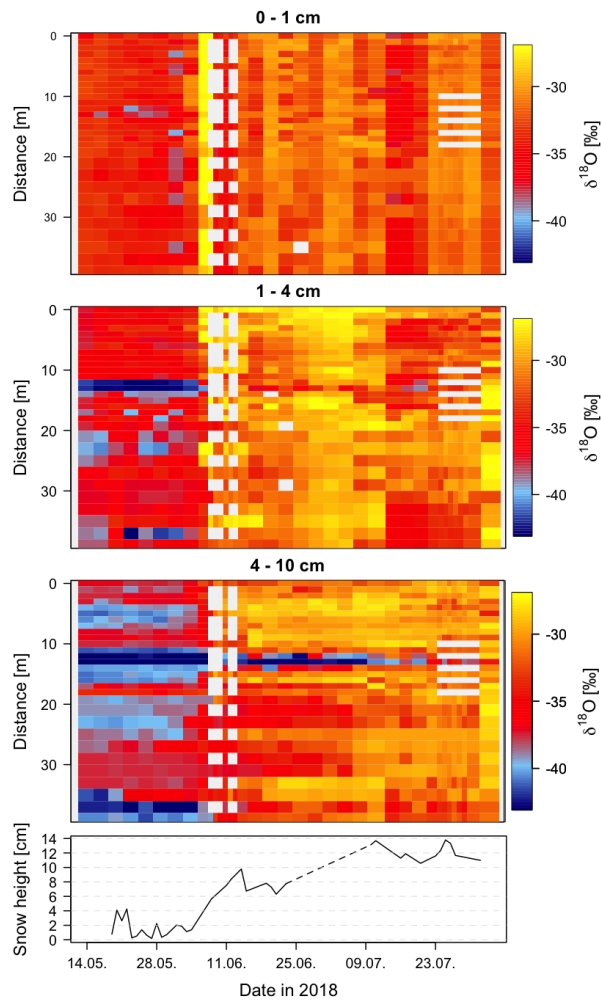 0 - 1 cm
0
10
20
30
Distance [m]
-30
-35
-40
δ18O [‰]
1 - 4 cm
0
10
20
30
Distance [m]
-30
-35
-40
δ18O [‰]
4 - 10 cm
0
10
20
30
Distance [m]
-30
-35
-40
δ18O [‰]
14
12
10
8
6
4
2
0
Snow height [cm]
14.05. 28.05. 11.06. 25.06. 09.07. 23.07.
Date in 2018